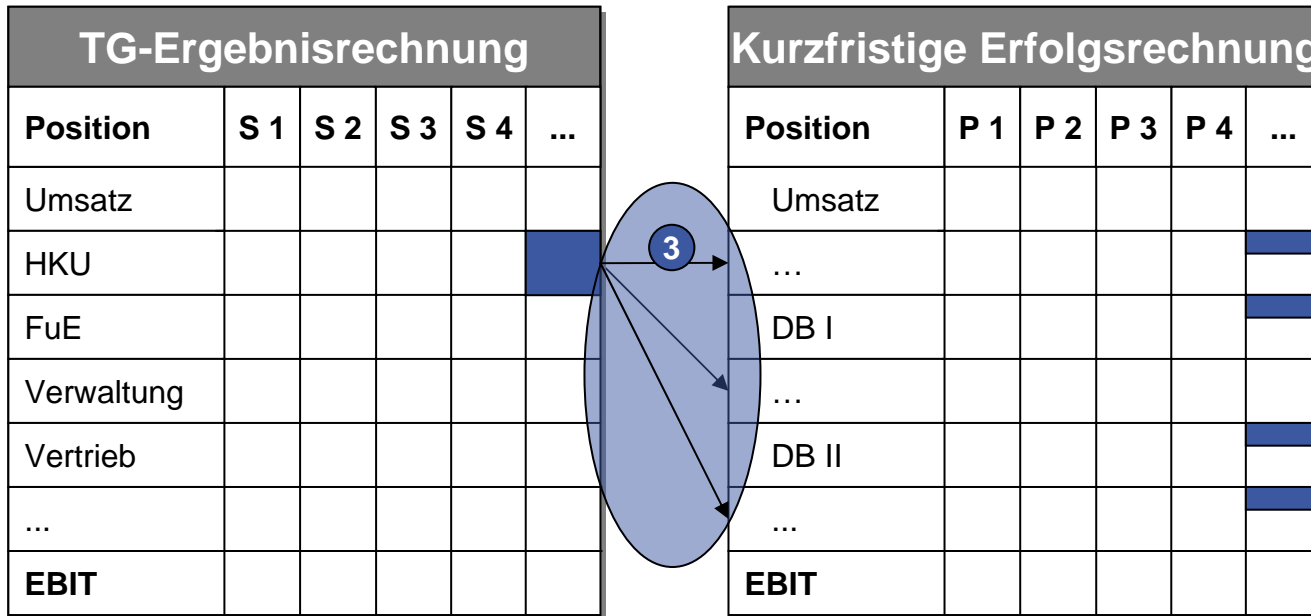 TG-Ergebnisrechnung
Position S 1 S 2 S 3 S 4 ...
Umsatz
HKU
FuE
Verwaltung
Vertrieb
...
EBIT
3
Kurzfristige Erfolgsrechnung
Position P 1 P 2 P 3 P 4 ...
Umsatz
…
DB I
…
DB II
...
EBIT